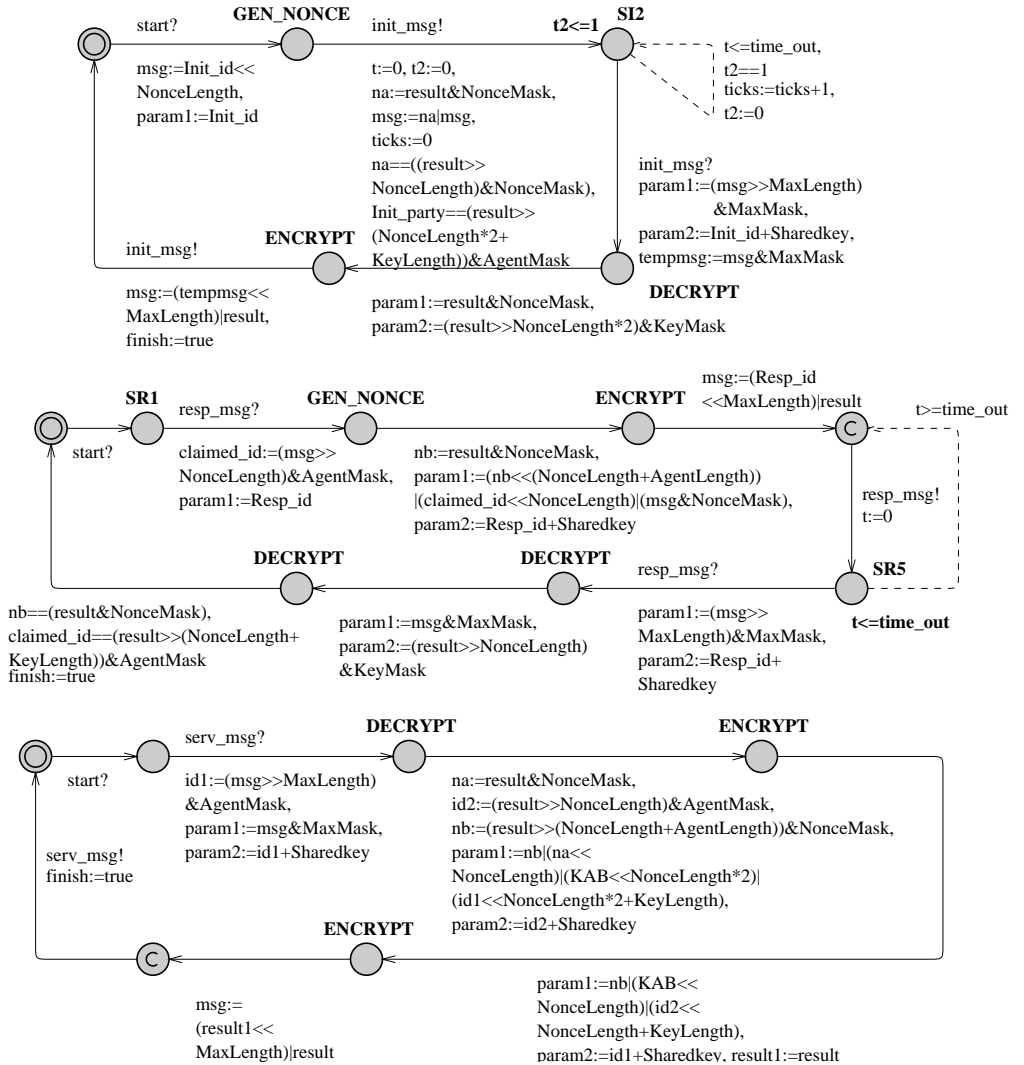 start?
GEN_NONCE
init_msg!
t2<=1
SI2
msg:=Init_id<<
NonceLength,
param1:=Init_id
t:=0, t2:=0,
na:=result&NonceMask,
msg:=na|msg,
ticks:=0
na==((result>>
NonceLength)&NonceMask),
Init_party==(result>>
(NonceLength*2+
KeyLength))&AgentMask
t<=time_out,
t2==1
ticks:=ticks+1,
t2:=0
init_msg?
param1:=(msg>>MaxLength)
&MaxMask,
param2:=Init_id+Sharedkey,
tempmsg:=msg&MaxMask
init_msg!
ENCRYPT
DECRYPT
msg:=(tempmsg<<
MaxLength)|result,
finish:=true
param1:=result&NonceMask,
param2:=(result>>NonceLength*2)&KeyMask
SR1
resp_msg?
GEN_NONCE
ENCRYPT
msg:=(Resp_id
<<MaxLength)|result
C
t>=time_out
start?
claimed_id:=(msg>>
NonceLength)&AgentMask,
param1:=Resp_id
nb:=result&NonceMask,
param1:=(nb<<(NonceLength+AgentLength))
|(claimed_id<<NonceLength)|(msg&NonceMask),
param2:=Resp_id+Sharedkey
resp_msg!
t:=0
DECRYPT
DECRYPT
resp_msg?
SR5
t<=time_out
nb==(result&NonceMask),
claimed_id==(result>>(NonceLength+
KeyLength))&AgentMask
finish:=true
param1:=msg&MaxMask,
param2:=(result>>NonceLength)
&KeyMask
param1:=(msg>>
MaxLength)&MaxMask,
param2:=Resp_id+
Sharedkey
serv_msg?
DECRYPT
ENCRYPT
start?
id1:=(msg>>MaxLength)
&AgentMask,
param1:=msg&MaxMask,
param2:=id1+Sharedkey
na:=result&NonceMask,
id2:=(result>>NonceLength)&AgentMask,
nb:=(result>>(NonceLength+AgentLength))&NonceMask,
param1:=nb|(na<<
NonceLength)|(KAB<<NonceLength*2)|
(id1<<NonceLength*2+KeyLength),
param2:=id2+Sharedkey
serv_msg!
finish:=true
C
ENCRYPT
msg:=
(result1<<
MaxLength)|result
param1:=nb|(KAB<<
NonceLength)|(id2<<
NonceLength+KeyLength),
param2:=id1+Sharedkey, result1:=result